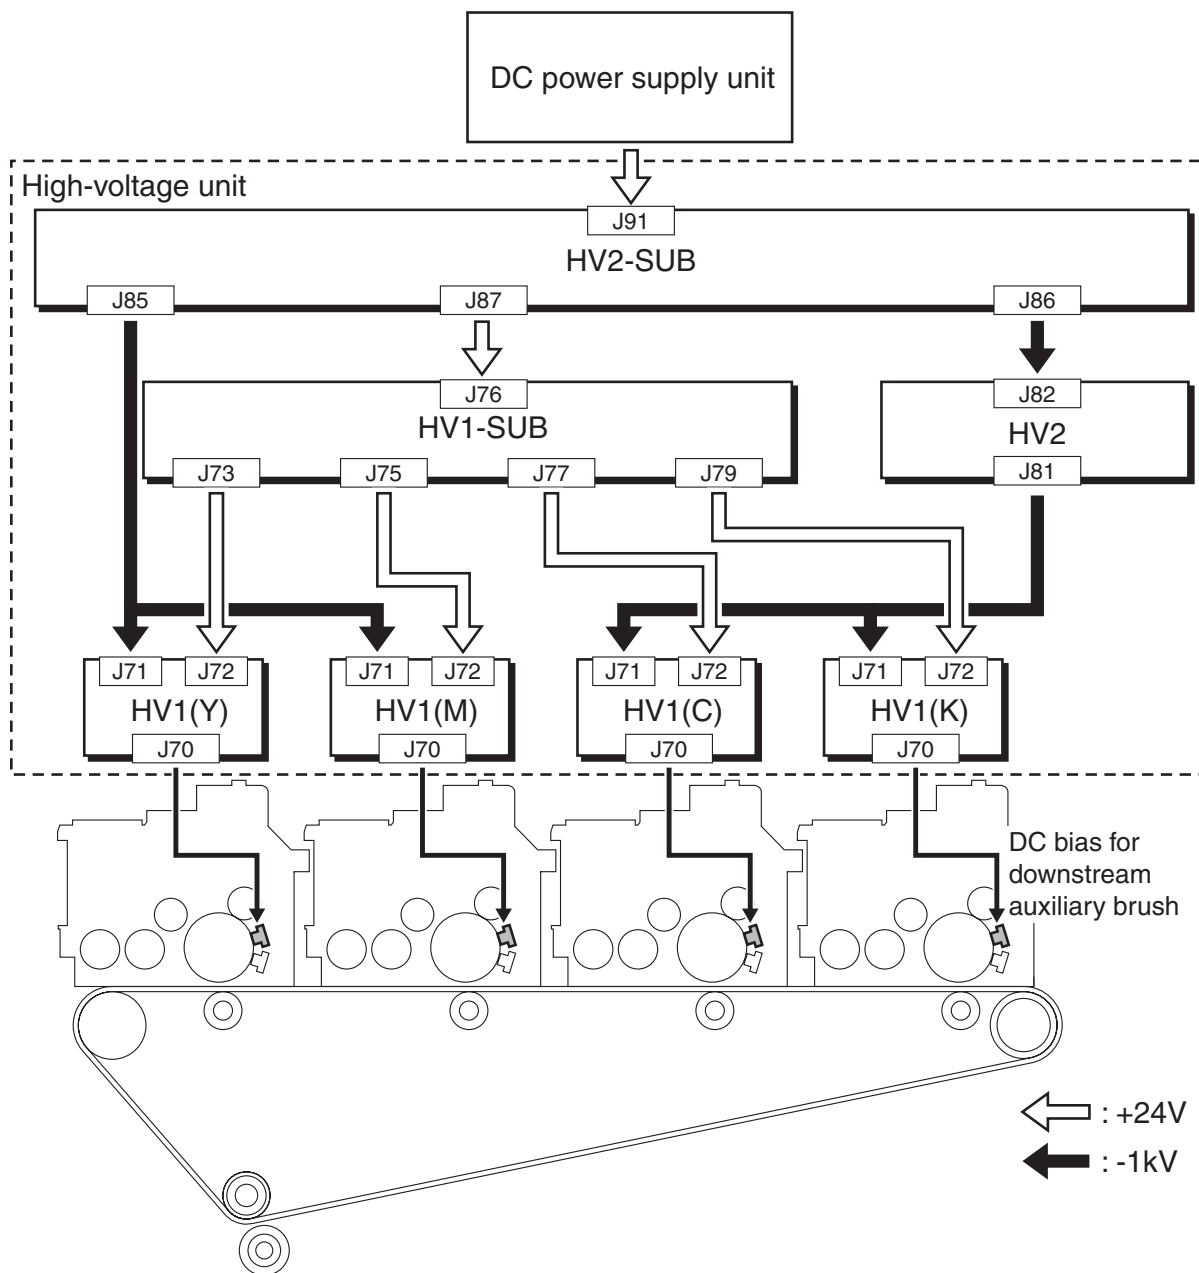 DC power supply unit
High-voltage unit
J91
HV2-SUB
J85
J87
J86
J76
HV1-SUB
J82
HV2
J73
J75
J77
J79
J81
J71
J72
HV1(Y)
J70
J71
J72
HV1(M)
J70
J71
J72
HV1(C)
J70
J71
J72
HV1(K)
J70
DC bias for
downstream
auxiliary brush
: +24V
: -1kV